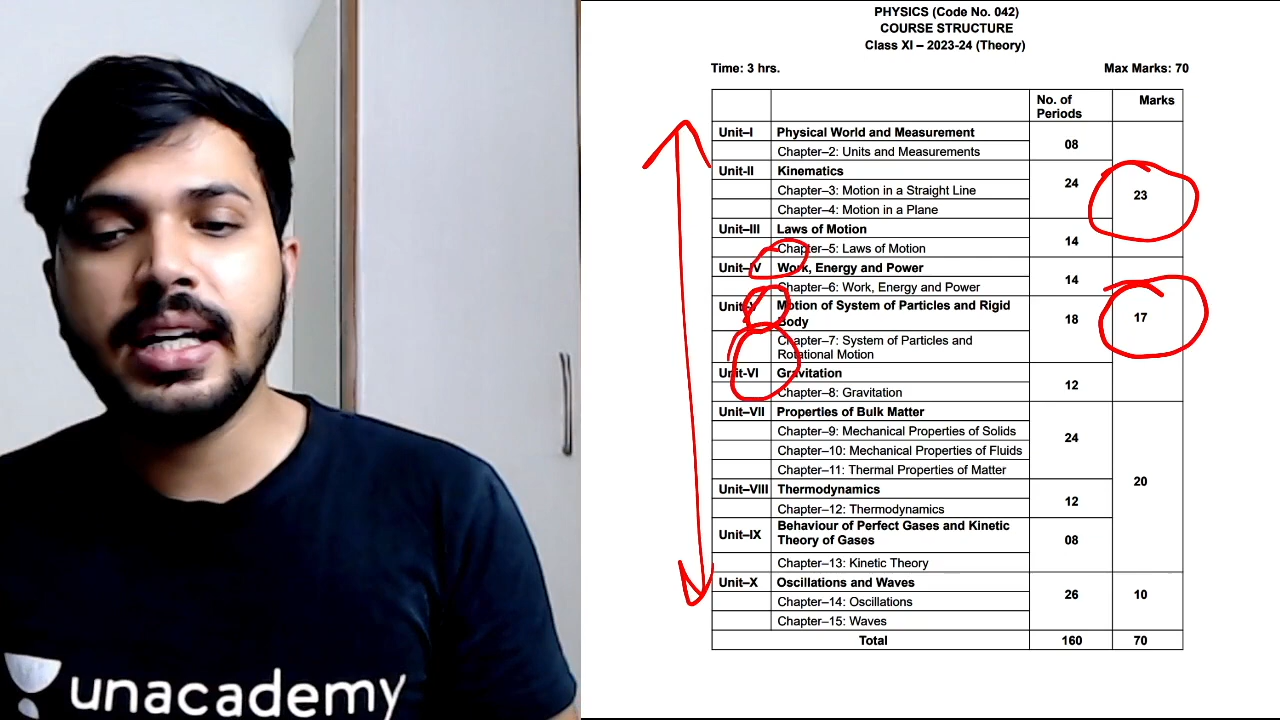 PHYSICS (Code No. 042)
COURSE STRUCTURE
Class XI – 2023-24 (Theory)
Time: 3 hrs. Max Marks: 70
No. of Periods Marks
Unit–I Physical World and Measurement 08 23
Chapter–2: Units and Measurements
Unit-II Kinematics 24
Chapter–3: Motion in a Straight Line
Chapter–4: Motion in a Plane
Unit–III Laws of Motion 14
Chapter–5: Laws of Motion
Unit–IV Work, Energy and Power 14 17
Chapter–6: Work, Energy and Power
Unit–V Motion of System of Particles and Rigid 18
Body
Chapter–7: System of Particles and
Rotational Motion
Unit-VI Gravitation 12
Chapter–8: Gravitation
Unit–VII Properties of Bulk Matter 24 20
Chapter–9: Mechanical Properties of Solids
Chapter–10: Mechanical Properties of Fluids
Chapter–11: Thermal Properties of Matter
Unit–VIII Thermodynamics 12
Chapter–12: Thermodynamics
Unit–IX Behaviour of Perfect Gases and Kinetic 08
Theory of Gases
Chapter–13: Kinetic Theory
Unit–X Oscillations and Waves 26 10
Chapter–14: Oscillations
Chapter–15: Waves
Total 160 70
unacademy